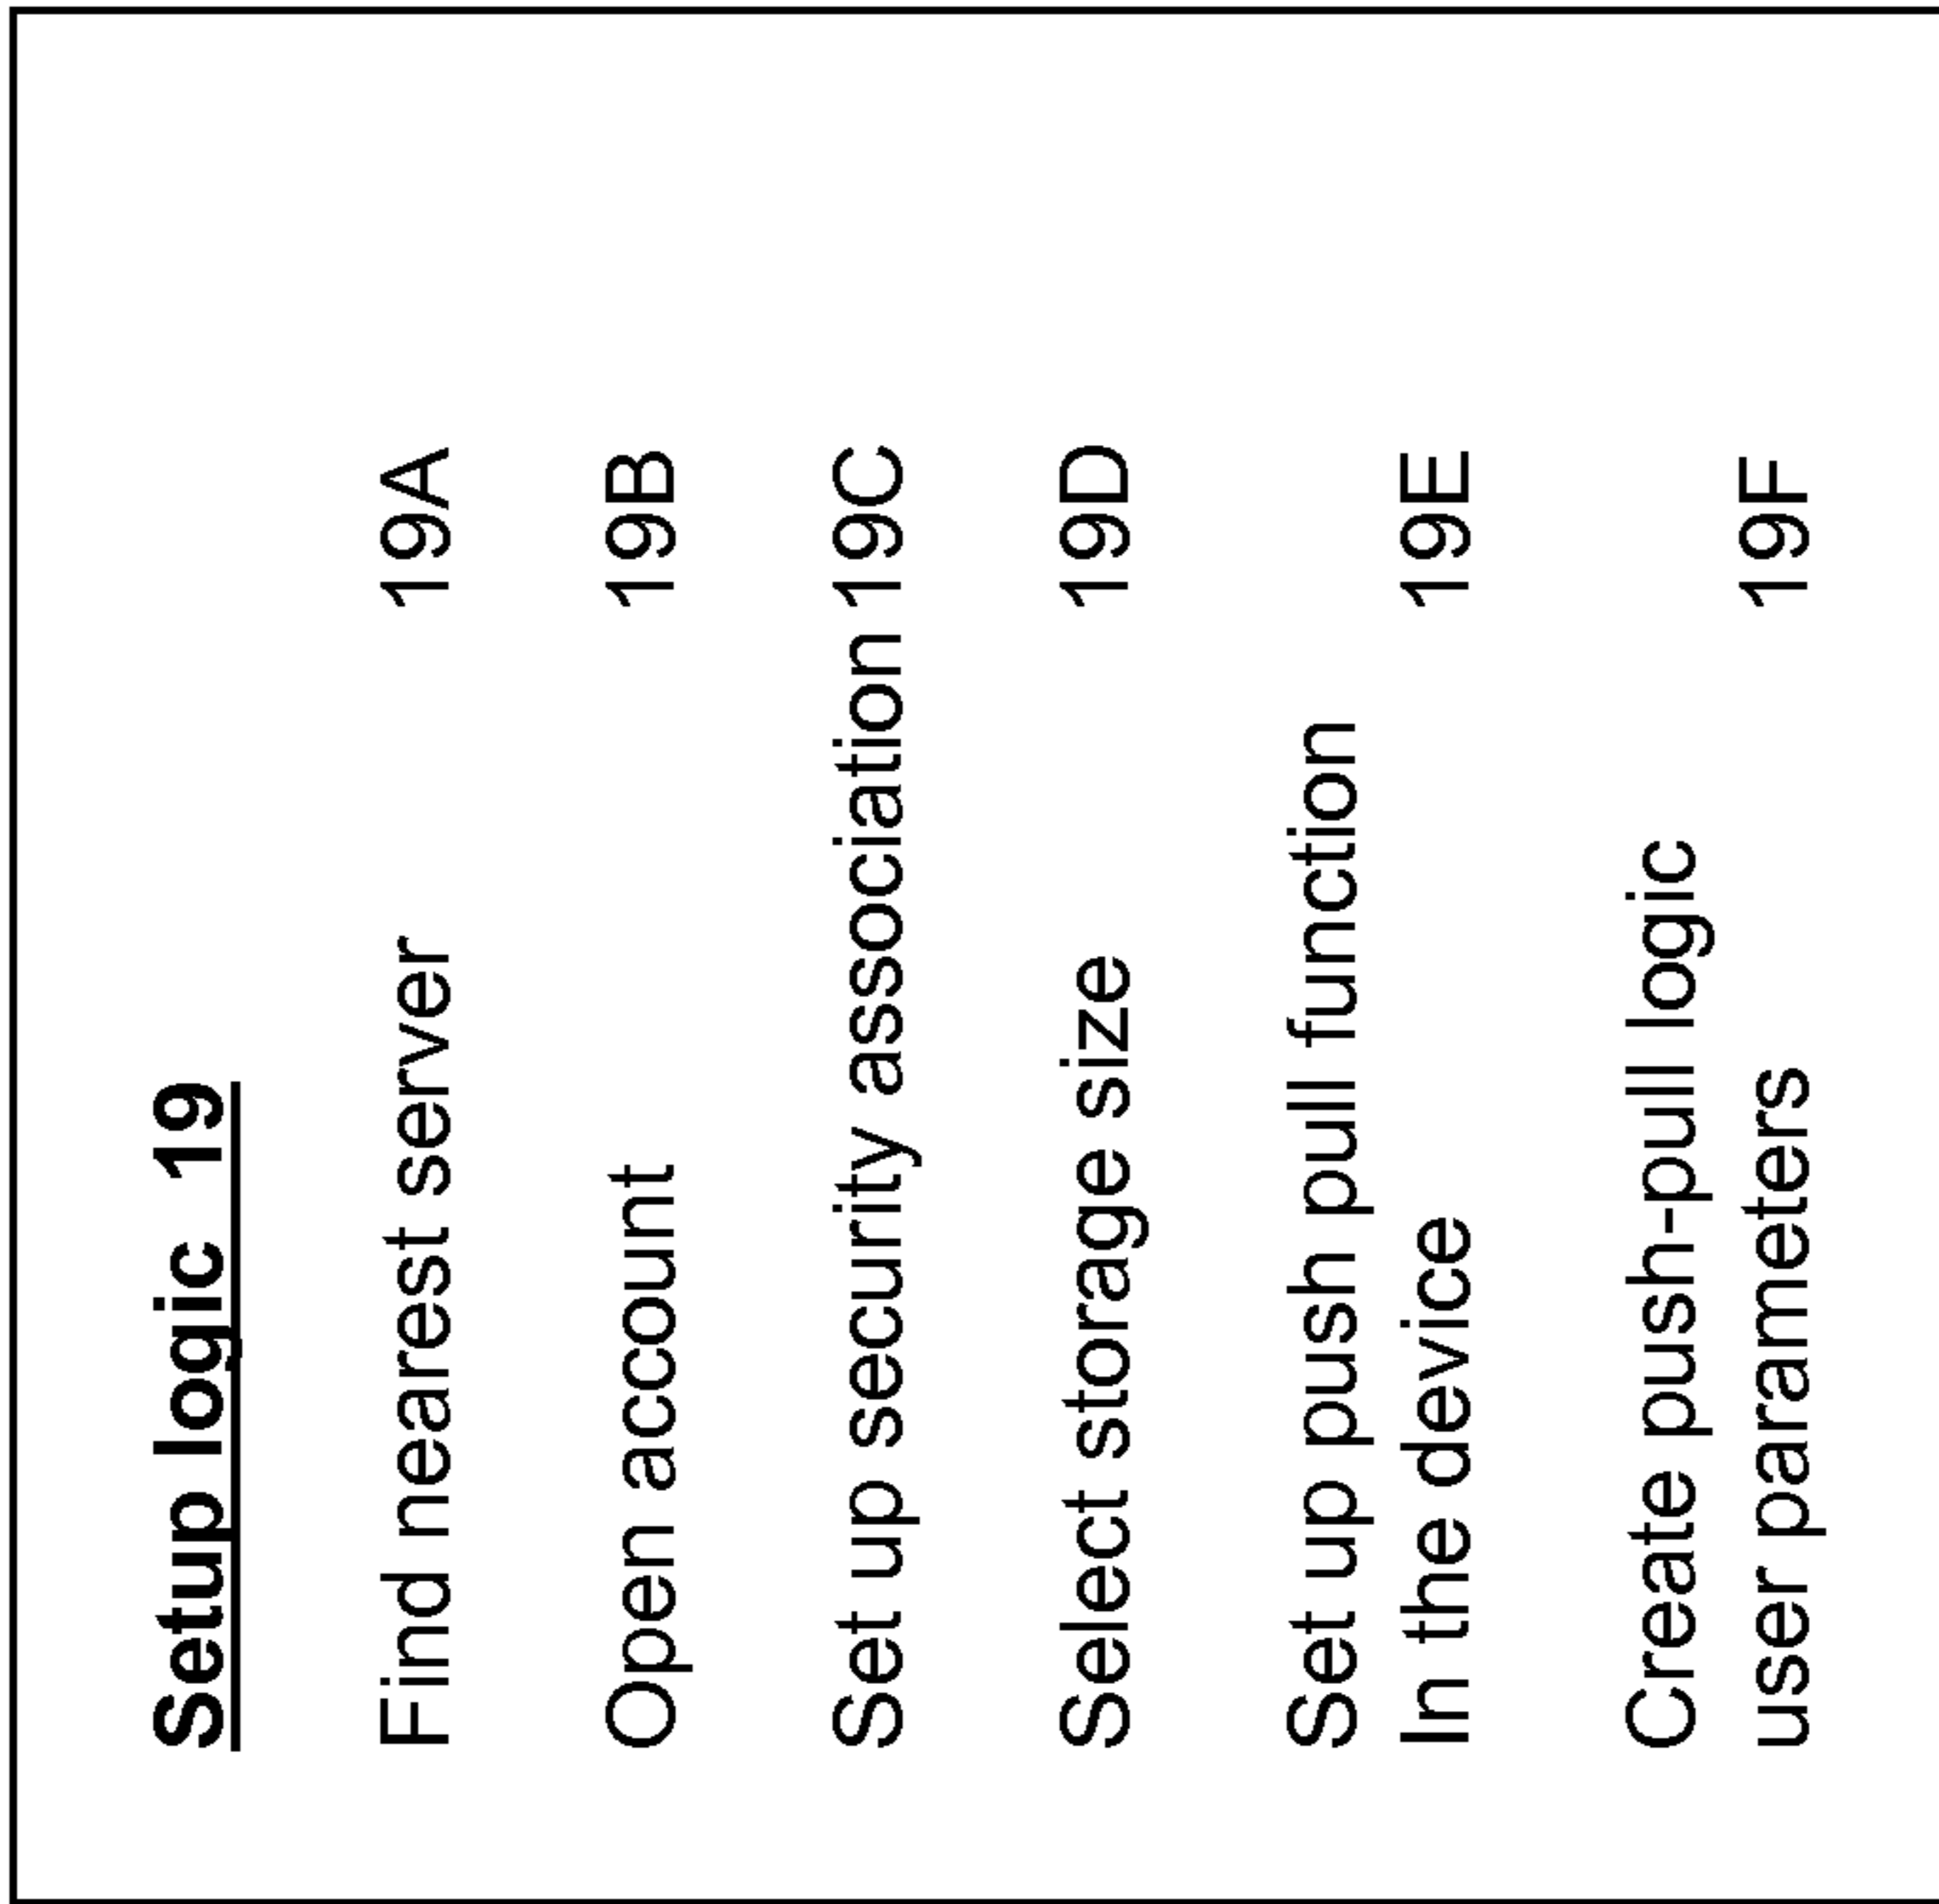 Setup logic 19
Find nearest server 19A
Open account 19B
Set up security association 19C
Select storage size 19D
Set up push pull function
In the device 19E
Create push-pull logic
user parameters 19F